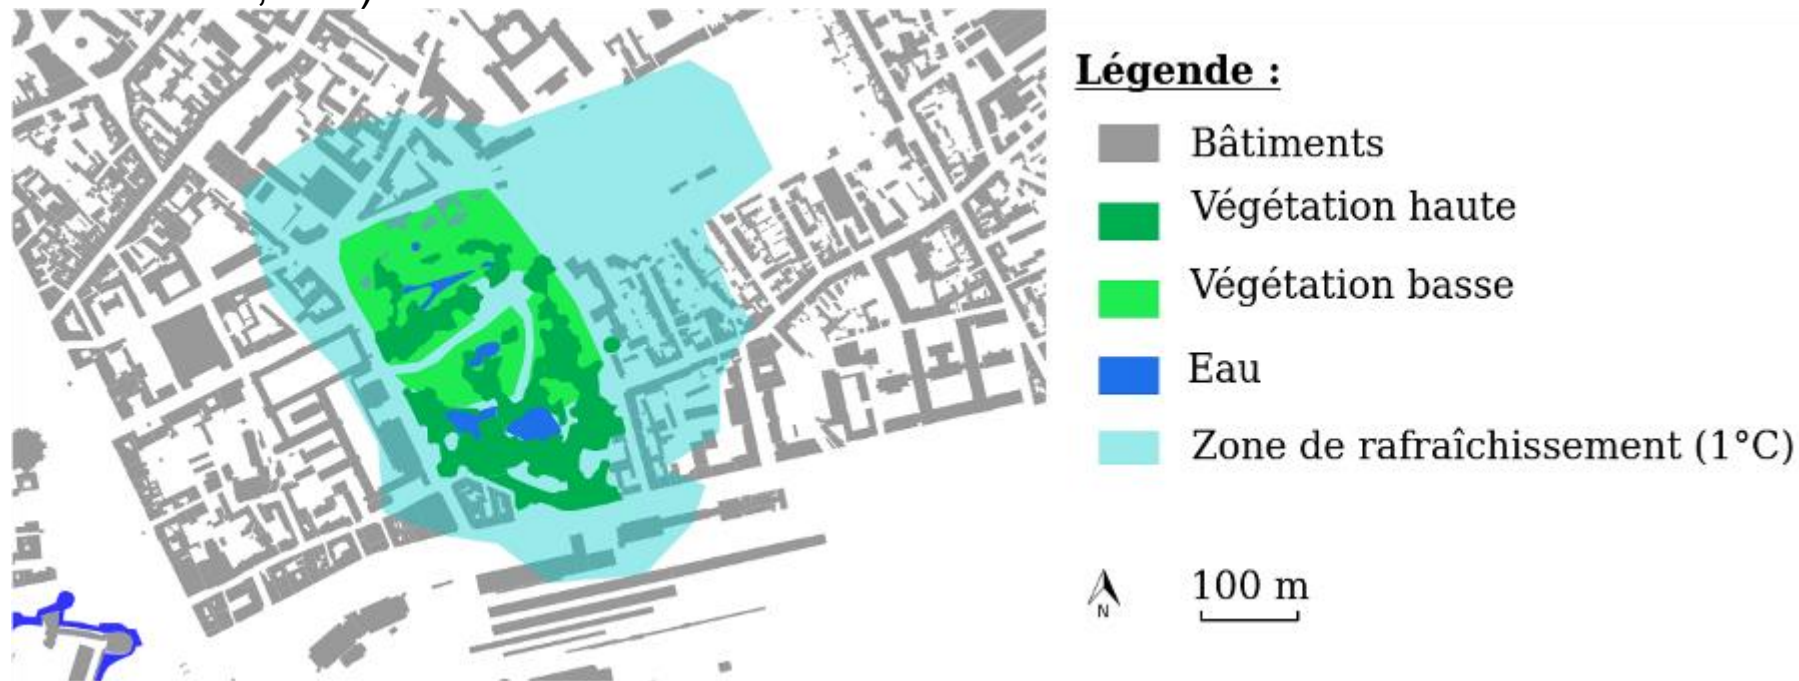 Légende :
Bâtiments
Végétation haute
Végétation basse
Eau
Zone de rafraîchissement (1°C)
100 m
N